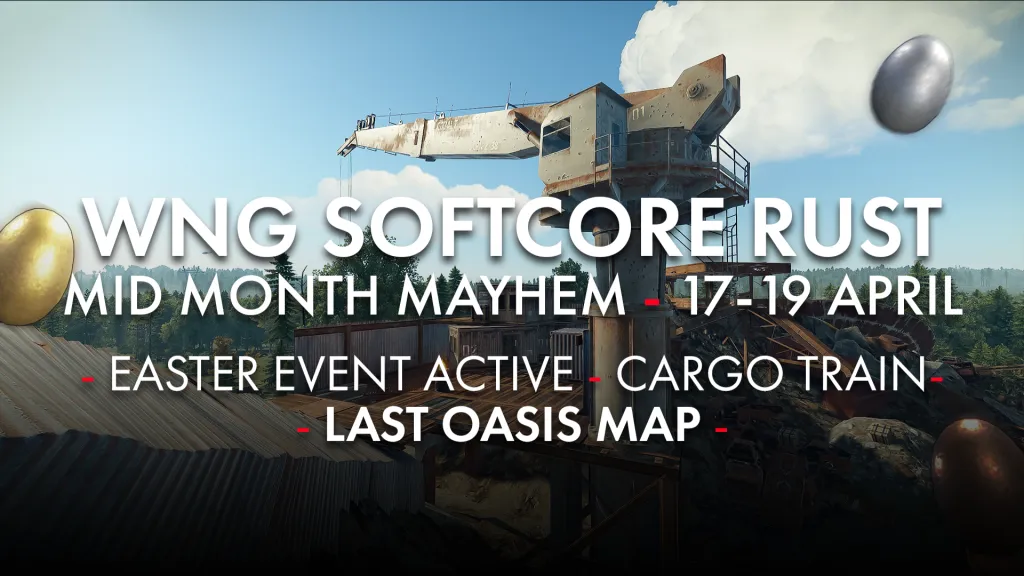 WNG SOFTCORE RUST
MID MONTH MAYHEM - 17-19 APRIL
- EASTER EVENT ACTIVE - CARGO TRAIN-
- LAST OASIS MAP -